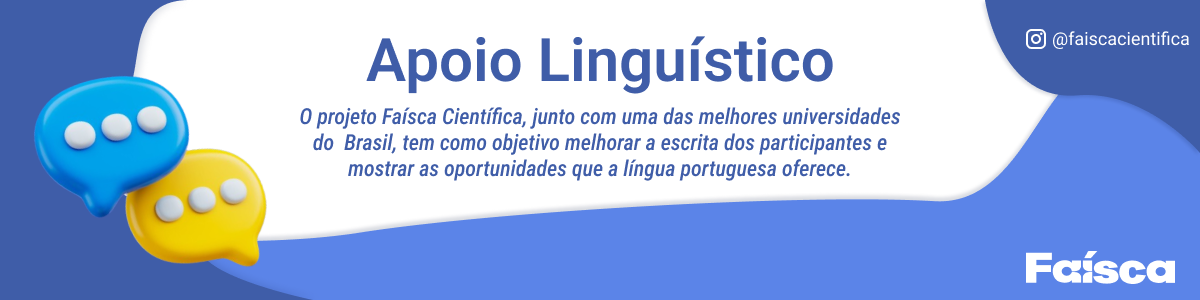 @faiscacientifica
Apoio Linguístico
O projeto Faísca Científica, junto com uma das melhores universidades
do Brasil, tem como objetivo melhorar a escrita dos participantes e
mostrar as oportunidades que a língua portuguesa oferece.
Faísca